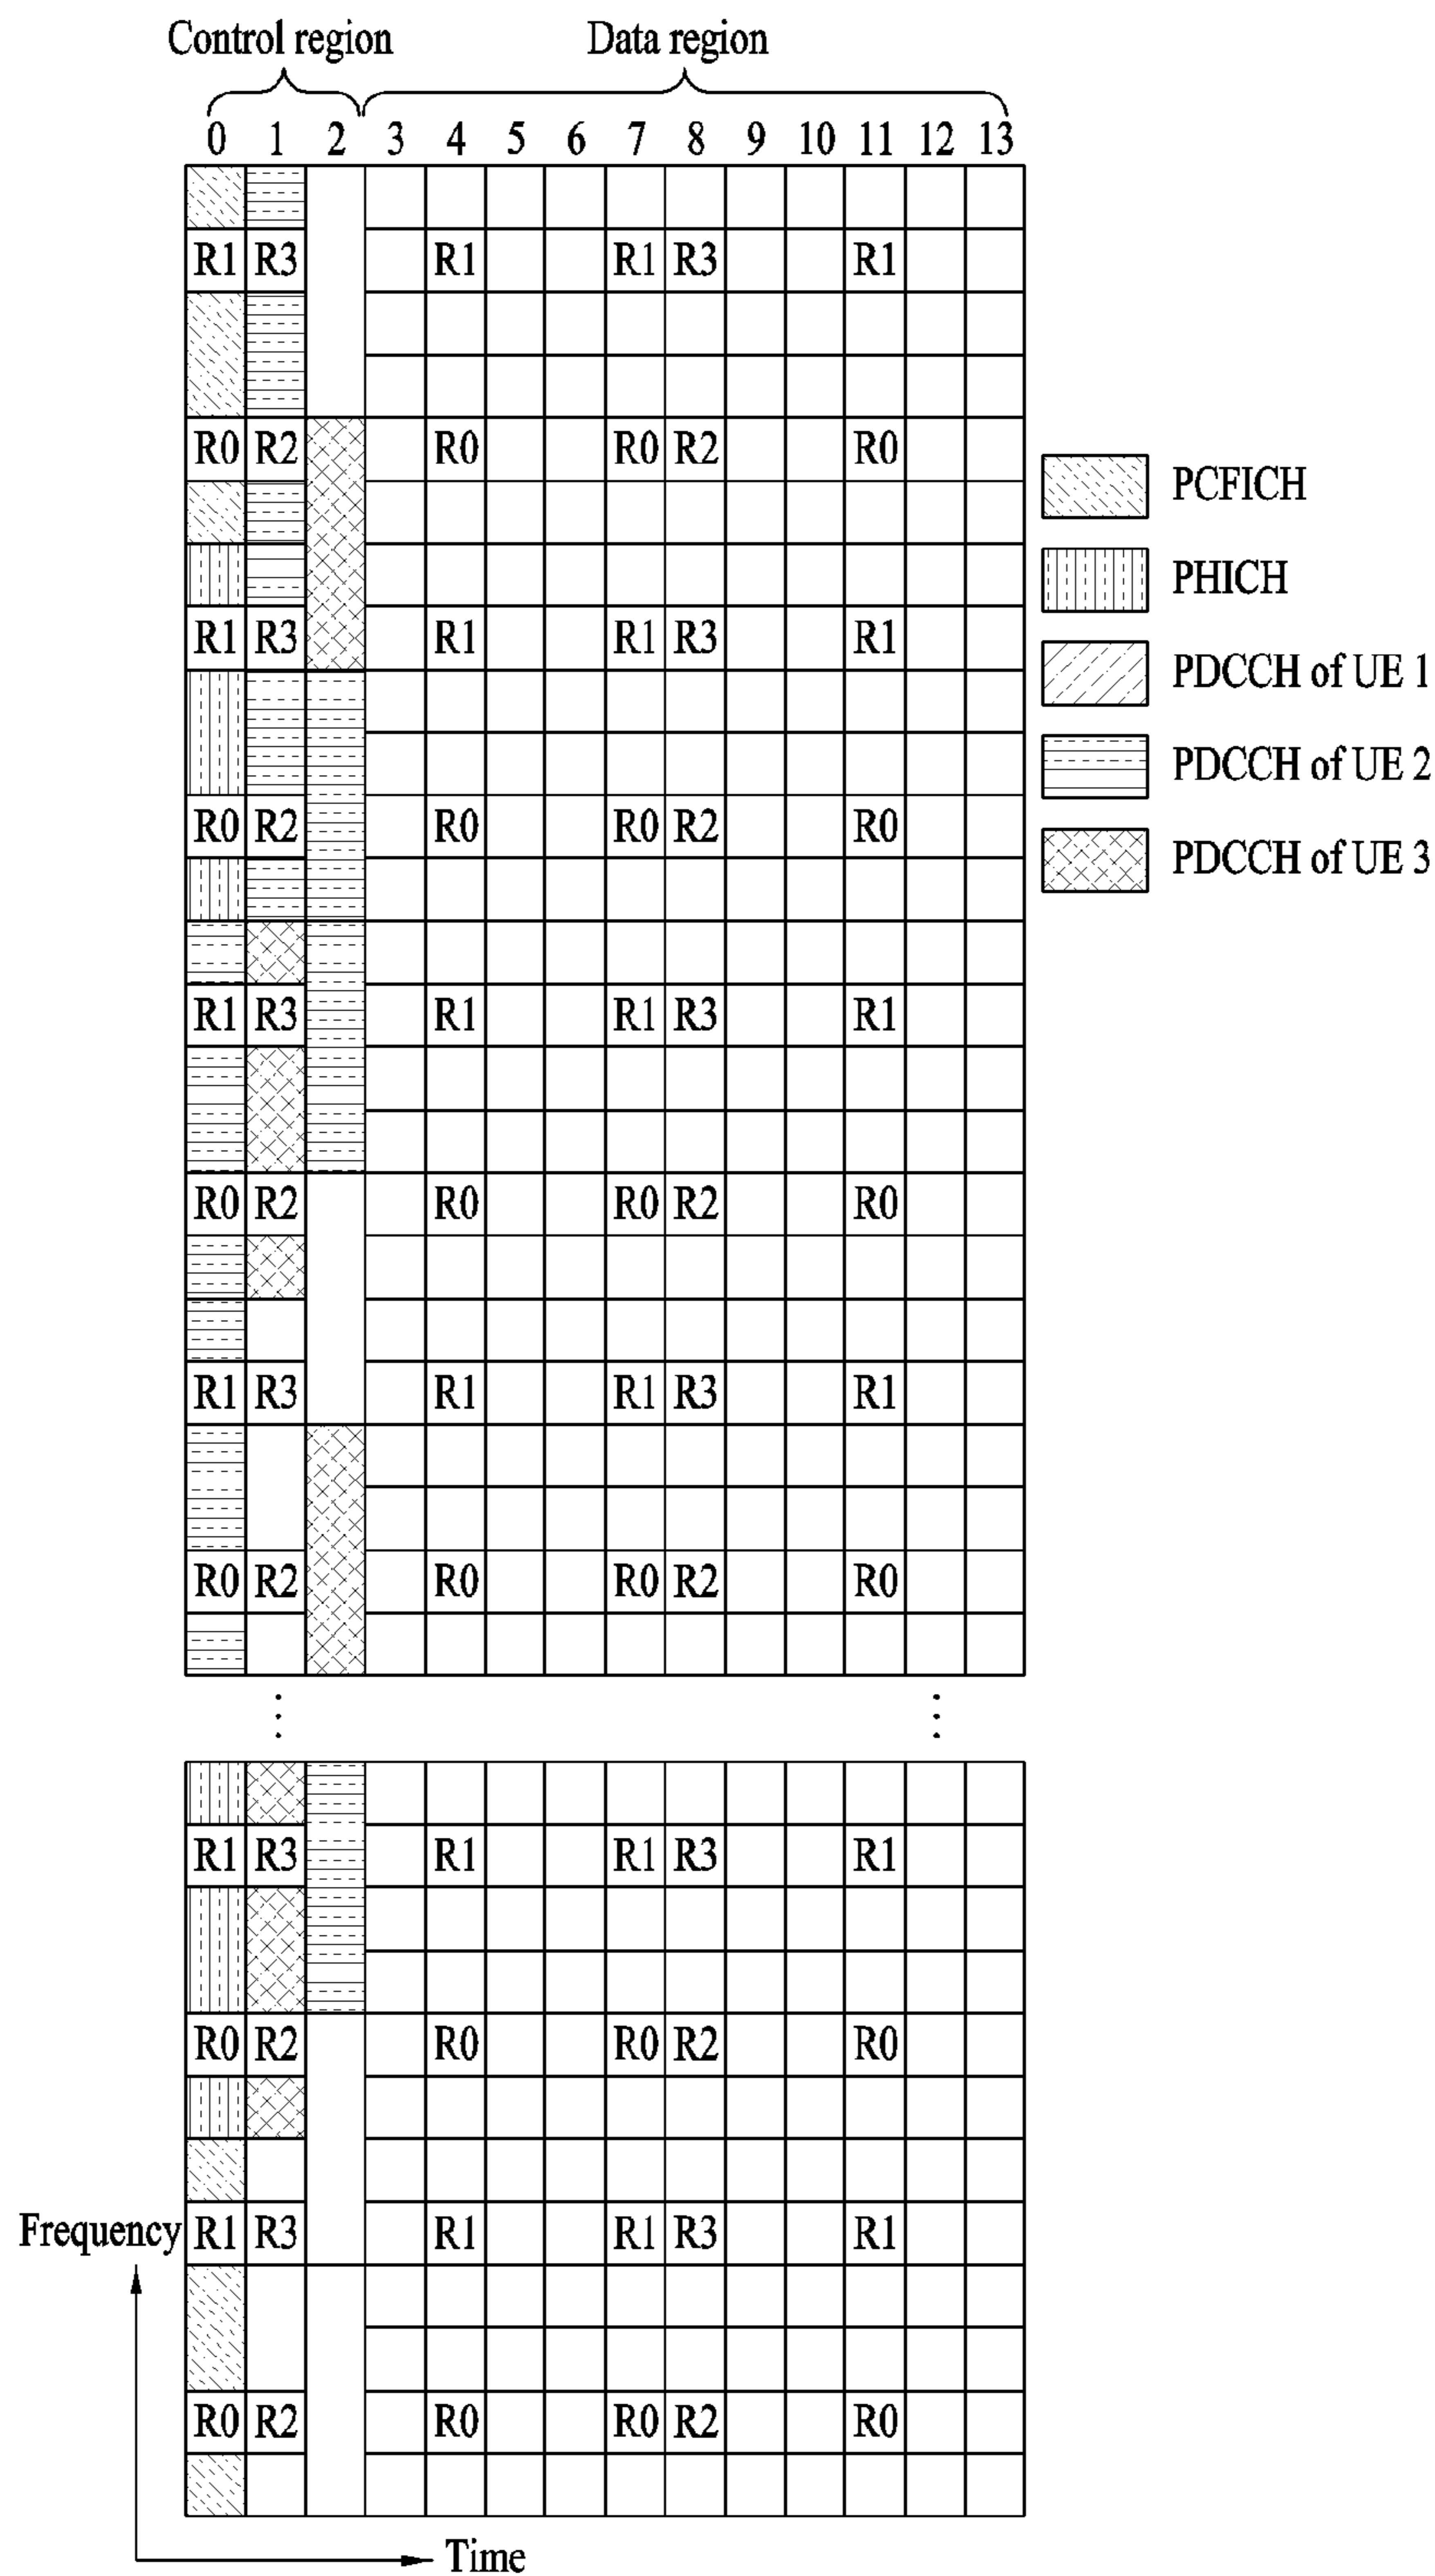 Control region Data region
0 1 2 3 4 5 6 7 8 9 10 11 12 13
R1 R3 R1 R1 R3 R1
R0 R2 R0 R0 R2 R0
PCFICH
PHICH
R1 R3 R1 R1 R3 R1
PDCCH of UE 1
PDCCH of UE 2
R0 R2 R0 R0 R2 R0
PDCCH of UE 3
R1 R3 R1 R1 R3 R1
R0 R2 R0 R0 R2 R0
R1 R3 R1 R1 R3 R1
R0 R2 R0 R0 R2 R0
R1 R3 R1 R1 R3 R1
R0 R2 R0 R0 R2 R0
Frequency R1 R3 R1 R1 R3 R1
R0 R2 R0 R0 R2 R0
Time